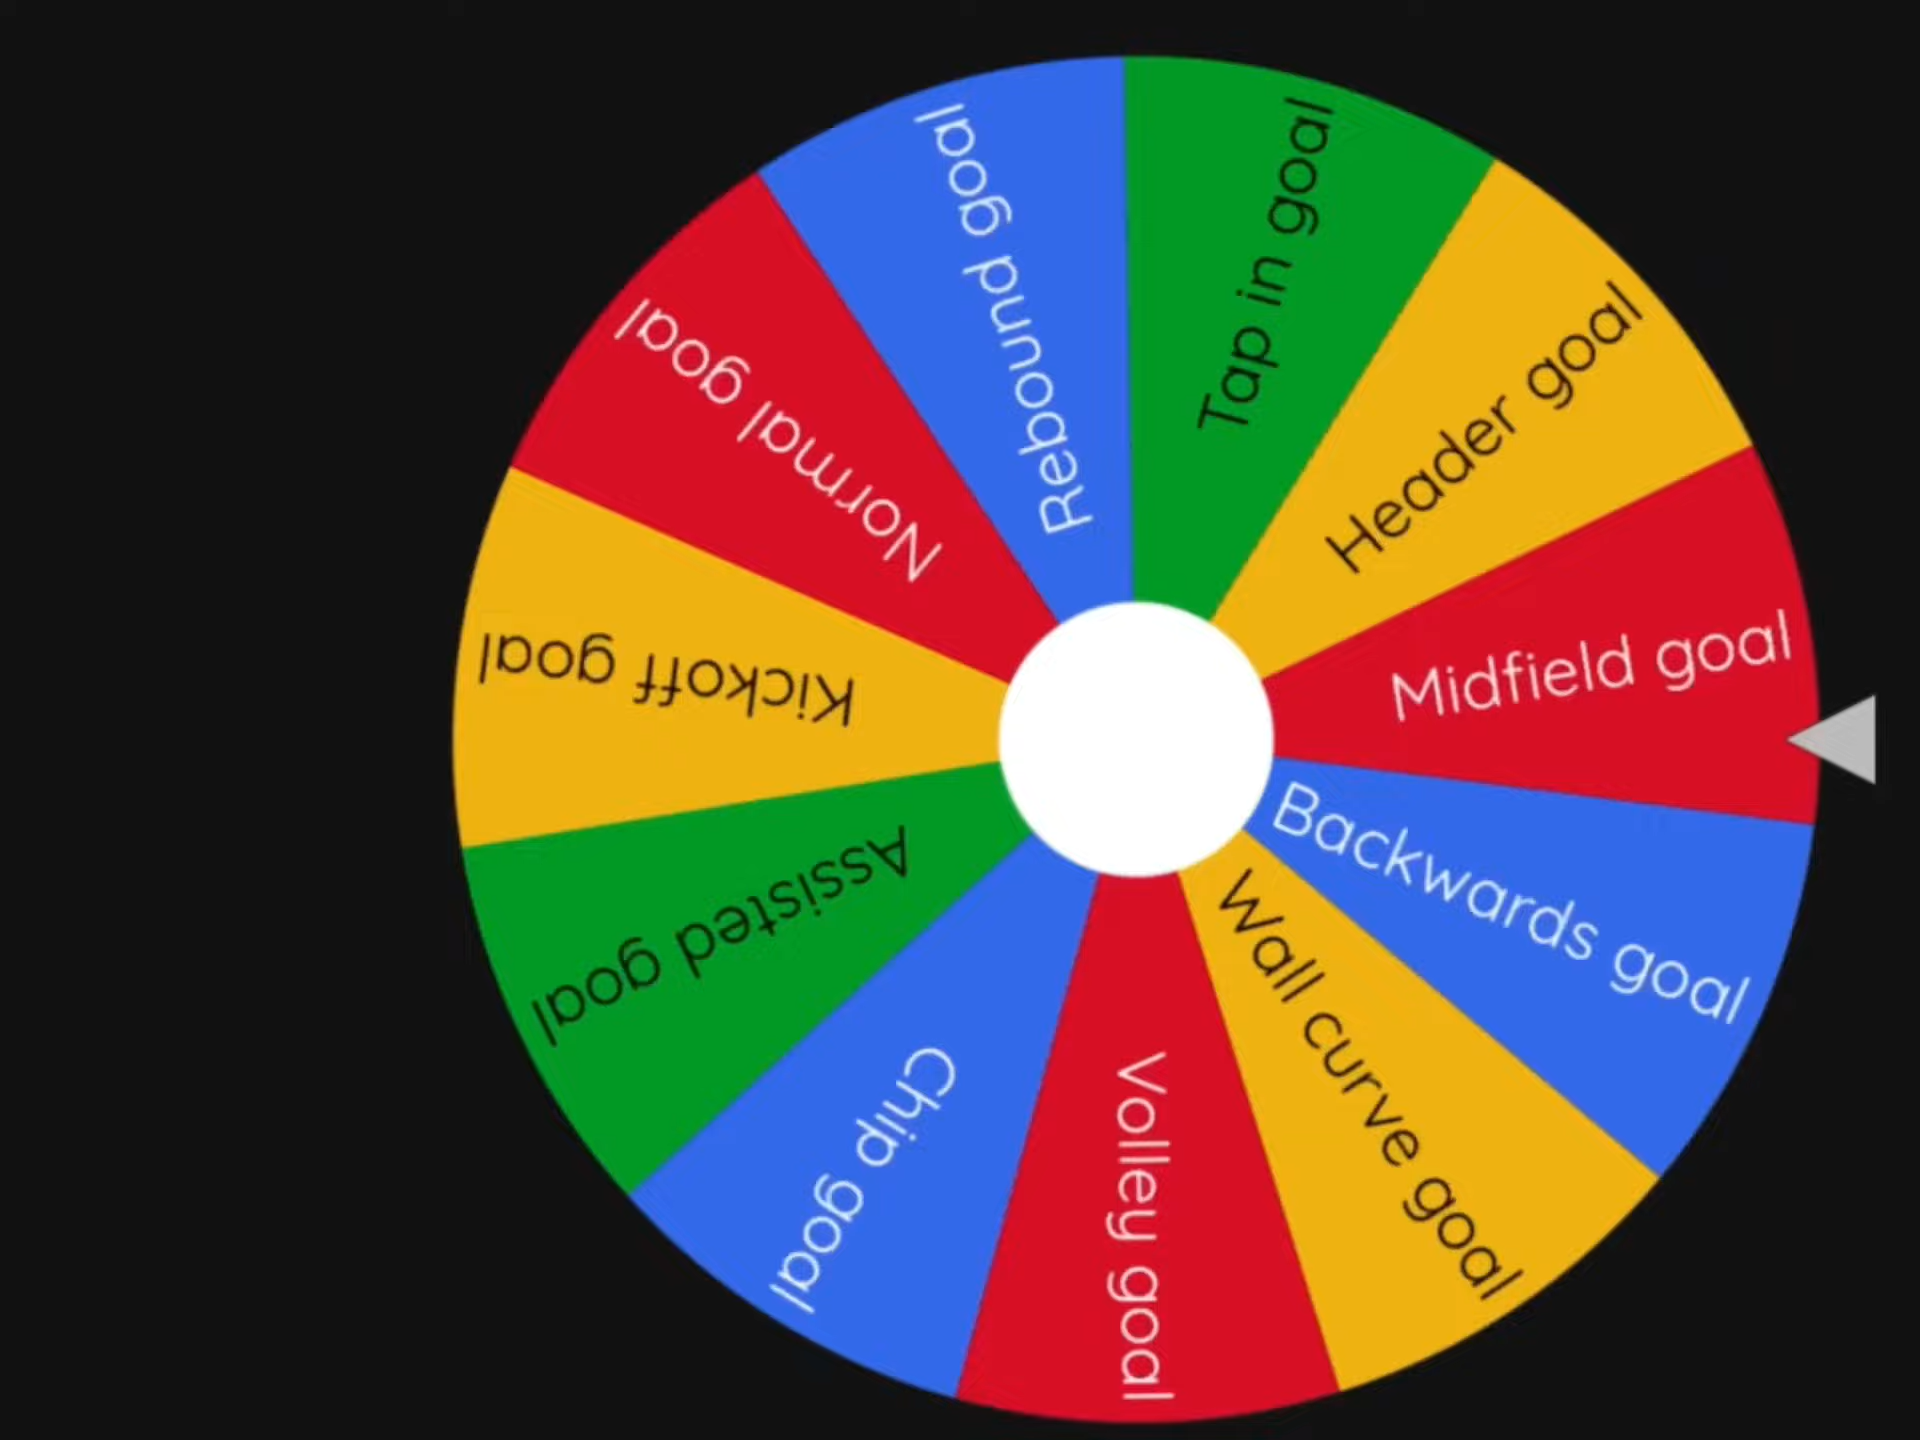 Tap in goal
Header goal
Midfield goal
Backwards goal
Wall curve goal
Volley goal
Chip goal
Assisted goal
Kickoff goal
Normal goal
Rebound goal